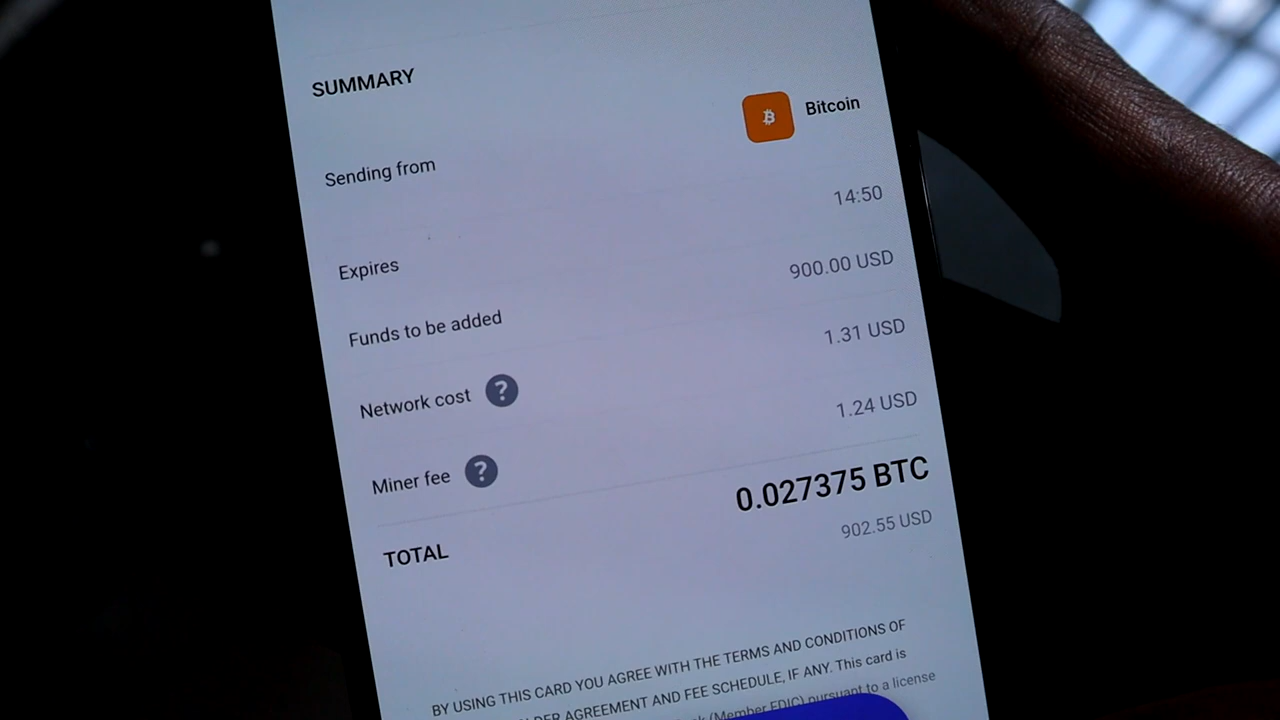 SUMMARY
Sending from Bitcoin
Expires 14:50
Funds to be added 900.00 USD
Network cost ? 1.31 USD
Miner fee ? 1.24 USD
TOTAL 0.027375 BTC
902.55 USD
BY USING THIS CARD YOU AGREE WITH THE TERMS AND CONDITIONS OF
AGREEMENT AND FEE SCHEDULE, IF ANY. This card is
(Member FDIC) pursuant to a license